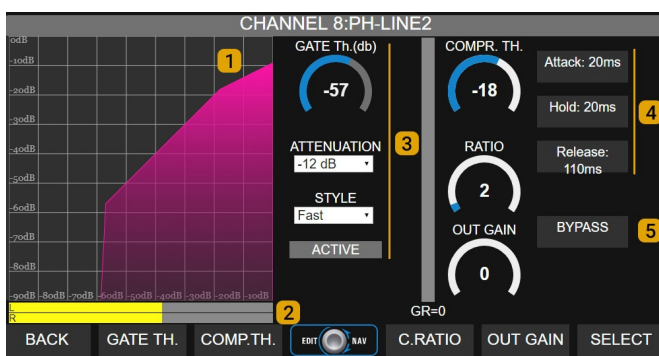 CHANNEL 8:PH-LINE2
0dB
-10dB
-20dB
-30dB
-40dB
-50dB
-60dB
-70dB
-80dB
-90dB -80dB -70dB -60dB -50dB -40dB -30dB -20dB -10dB
1
L
R
2
GATE Th.(db)
-57
ATTENUATION
-12 dB
STYLE
Fast
ACTIVE
3
COMPR. TH.
-18
RATIO
2
OUT GAIN
0
GR=0
Attack: 20ms
Hold: 20ms
Release:
110ms
4
BYPASS
5
BACK
GATE TH.
COMP.TH.
EDIT NAV
C.RATIO
OUT GAIN
SELECT